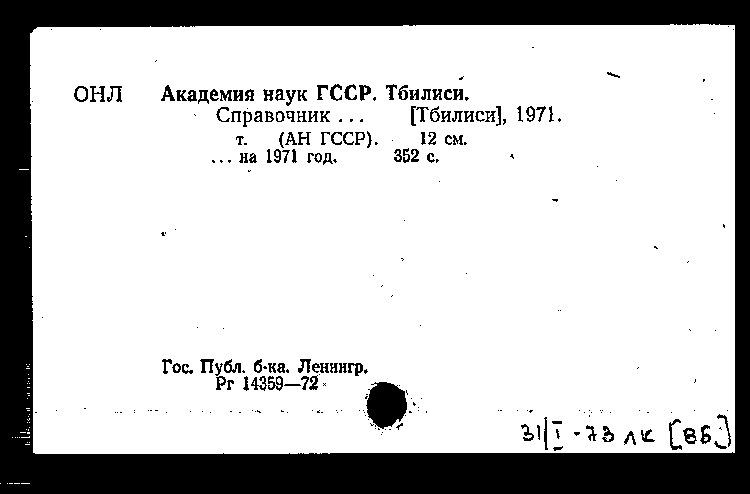 ОНЛ Академия наук ГССР. Тбилиси.
Справочник ... [Тбилиси], 1971.
т. (АН ГССР). 12 см.
... на 1971 год. 352 с.
Гос. Публ. б-ка. Ленингр.
Рг 14359—72
31/I - 73 лк [ВБ]